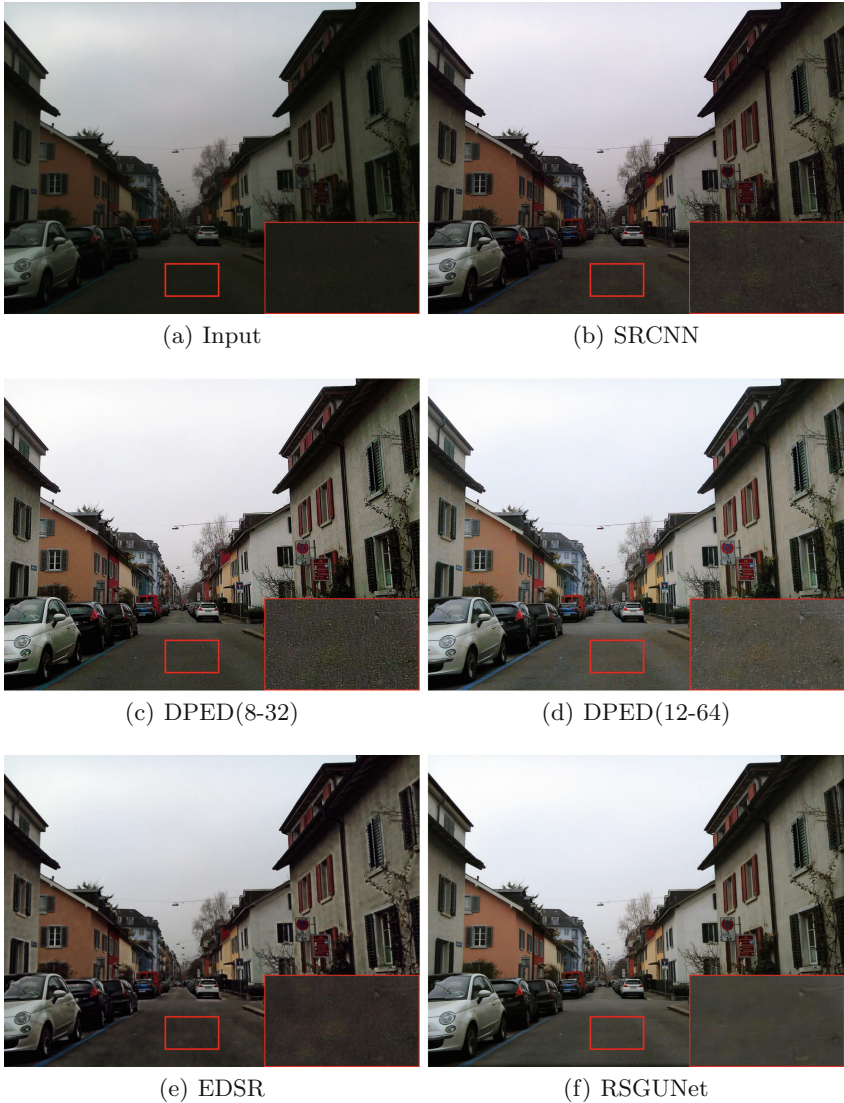 (a) Input
(b) SRCNN
(c) DPED(8-32)
(d) DPED(12-64)
(e) EDSR
(f) RSGUNet